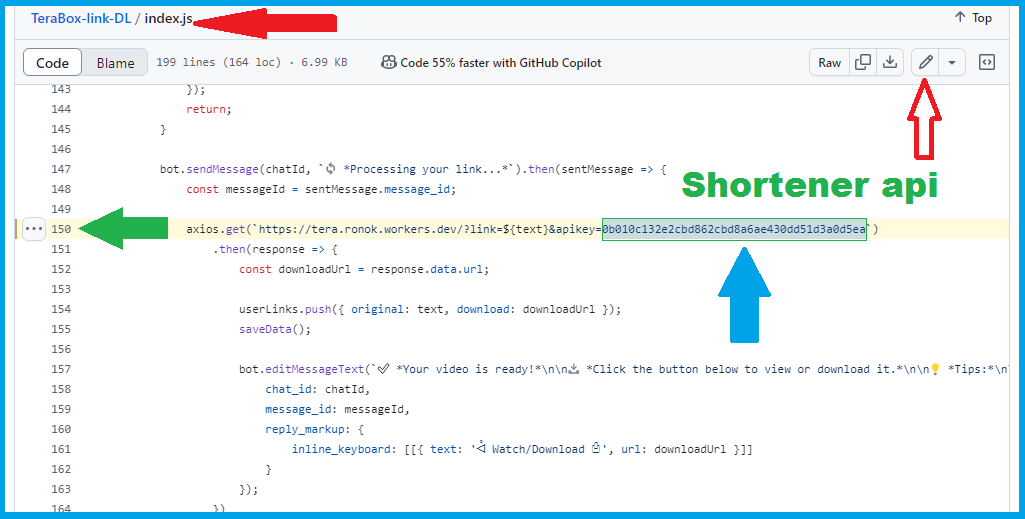 TeraBox-link-DL / index.js
Top
Code Blame 199 lines (164 loc) · 6.99 KB Code 55% faster with GitHub Copilot Raw
143 });
144 return;
145 }
146
147 bot.sendMessage(chatId, `🔄 *Processing your link...*`).then(sentMessage => {
148 const messageId = sentMessage.message_id;
Shortener api
149
150 axios.get(`https://tera.ronok.workers.dev/?link=${text}&apikey=0b010c132e2cbd862cbd8a6ae430dd51d3a0d5ea`)
151 .then(response => {
152 const downloadUrl = response.data.url;
153
154 userLinks.push({ original: text, download: downloadUrl });
155 saveData();
156
157 bot.editMessageText(`✅ *Your video is ready!*\n\n📥 *Click the button below to view or download it.*\n\n💡 *Tips:*\n\
158 chat_id: chatId,
159 message_id: messageId,
160 reply_markup: {
161 inline_keyboard: [[{ text: ' Watch/Download ', url: downloadUrl }]]
162 }
163 });
164 })